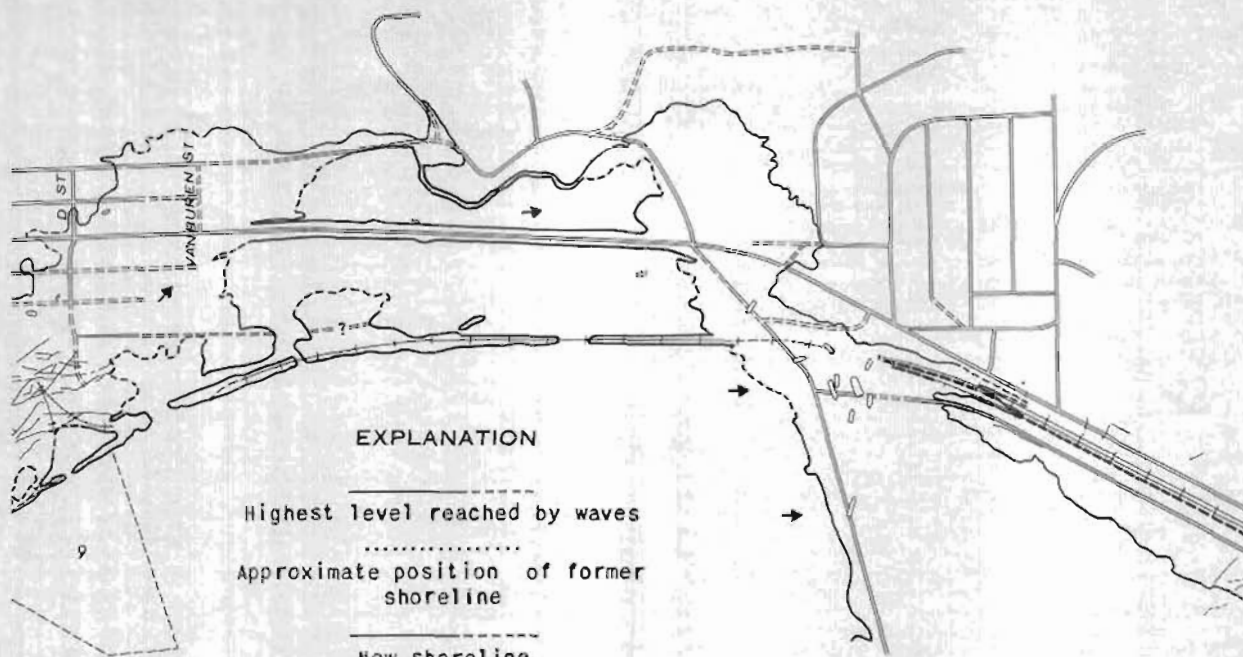 D ST
VAN BUREN ST
?
9
EXPLANATION
Highest level reached by waves
Approximate position of former
shoreline
New shoreline